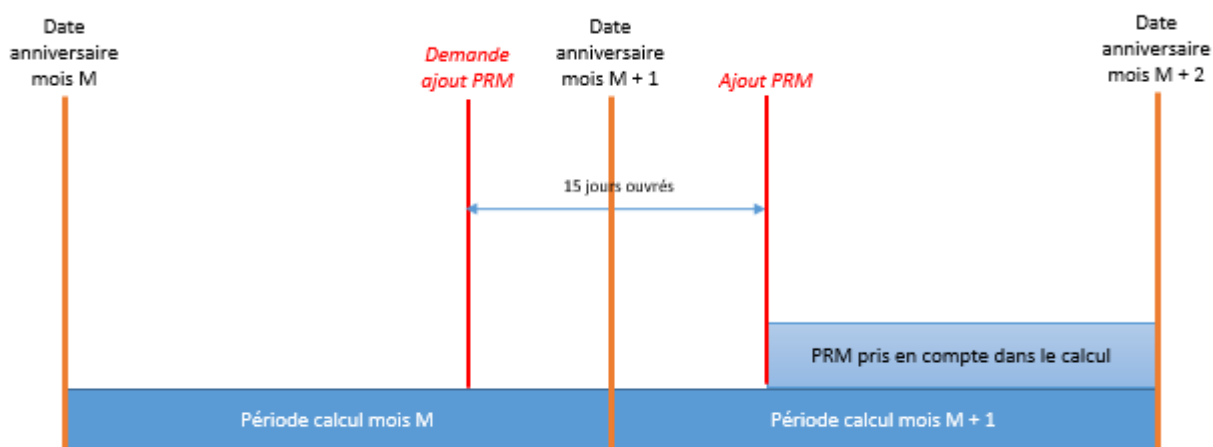 Date
anniversaire
mois M
Demande
ajout PRM
Date
anniversaire
mois M + 1
Ajout PRM
Date
anniversaire
mois M + 2
15 jours ouvrés
PRM pris en compte dans le calcul
Période calcul mois M
Période calcul mois M + 1